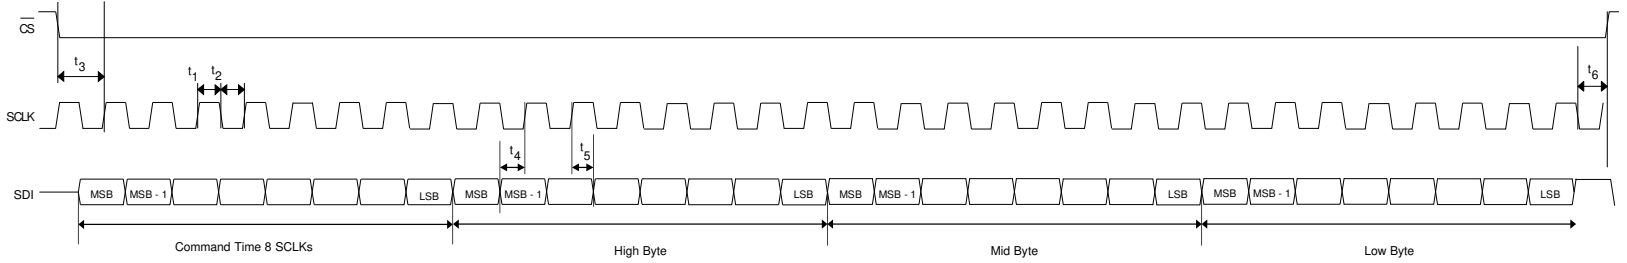 CS
t3
t1 t2
t6
SCLK
t4 t5
SDI MSB MSB - 1 LSB MSB MSB - 1 LSB MSB MSB - 1 LSB MSB MSB - 1 LSB
Command Time 8 SCLKs High Byte Mid Byte Low Byte